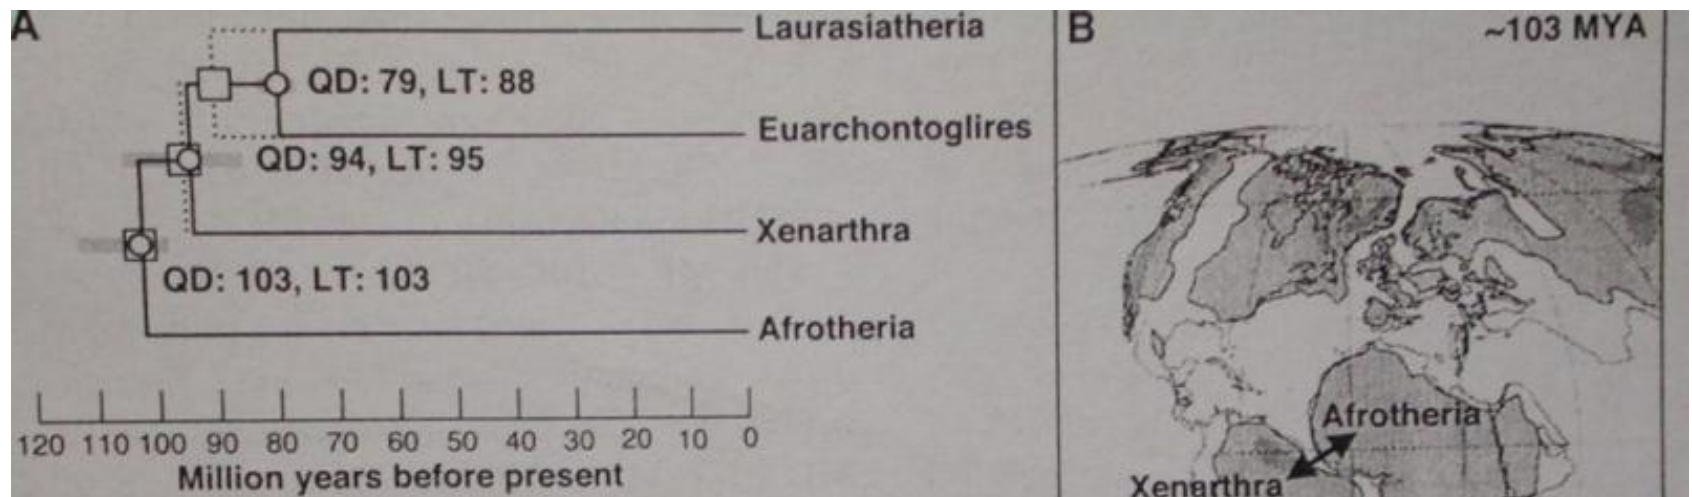 A
Laurasiatheria
QD: 79, LT: 88
Euarchontoglires
QD: 94, LT: 95
Xenarthra
QD: 103, LT: 103
Afrotheria
120 110 100 90 80 70 60 50 40 30 20 10 0
Million years before present
B
~103 MYA
Afrotheria
Xenarthra